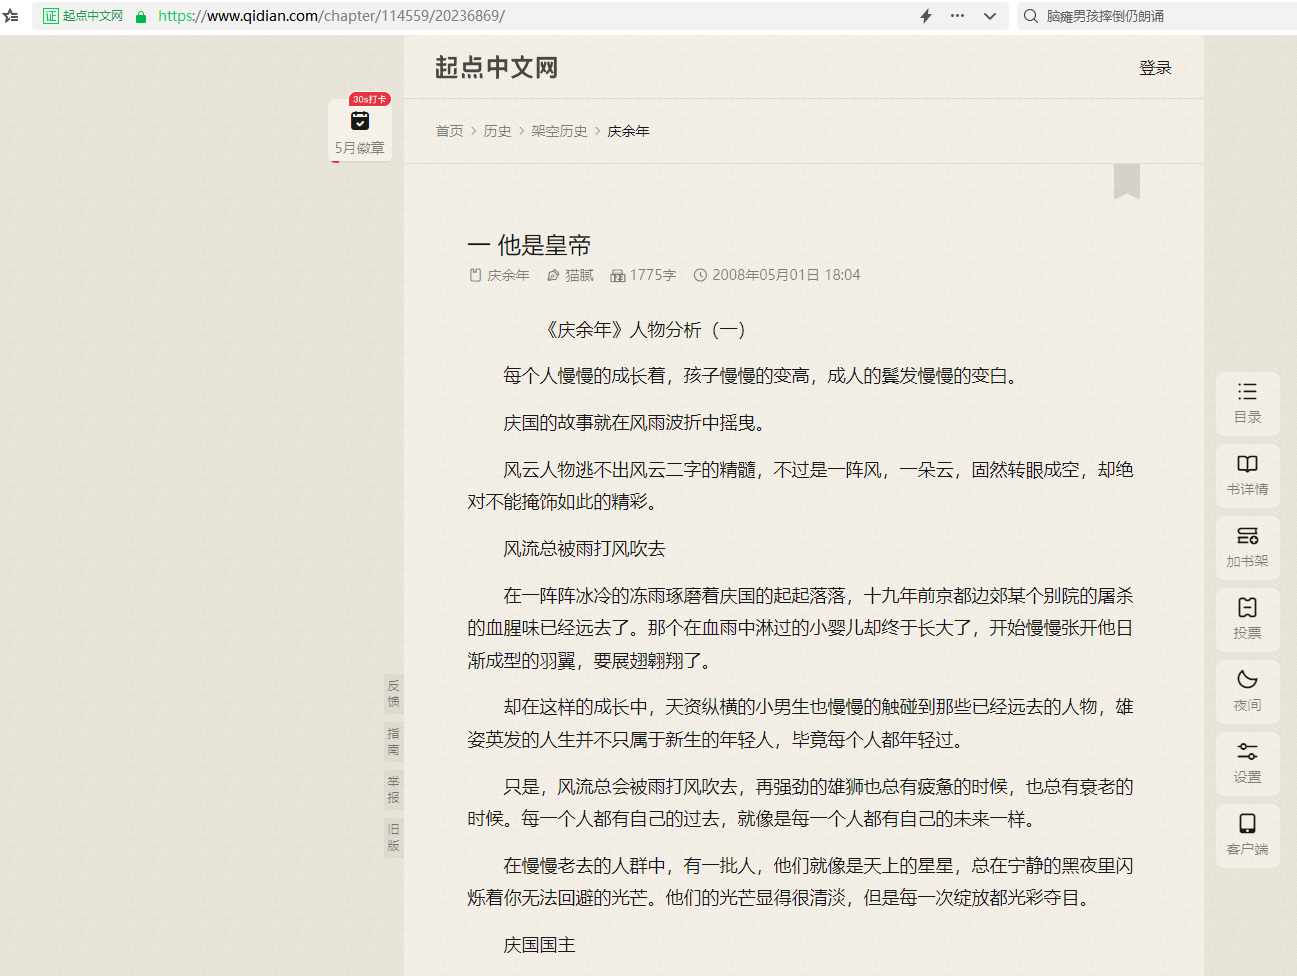 证 起点中文网 https://www.qidian.com/chapter/114559/20236869/ 脑瘫男孩摔倒仍朗诵
起点中文网 登录
30s打卡
5月徽章
首页 > 历史 > 架空历史 > 庆余年
一 他是皇帝
庆余年 猫腻 1775字 2008年05月01日 18:04
《庆余年》人物分析（一）
每个人慢慢的成长着，孩子慢慢的变高，成人的鬓发慢慢的变白。
庆国的故事就在风雨波折中摇曳。
风云人物逃不出风云二字的精髓，不过是一阵风，一朵云，固然转眼成空，却绝
对不能掩饰如此的精彩。
风流总被雨打风吹去
在一阵阵冰冷的冻雨琢磨着庆国的起起落落，十九年前京都边郊某个别院的屠杀
的血腥味已经远去了。那个在血雨中淋过的小婴儿却终于长大了，开始慢慢张开他日
渐成型的羽翼，要展翅翱翔了。
却在这样的成长中，天资纵横的小男生也慢慢的触碰到那些已经远去的人物，雄
姿英发的人生并不只属于新生的年轻人，毕竟每个人都年轻过。
只是，风流总会被雨打风吹去，再强劲的雄狮也总有疲惫的时候，也总有衰老的
时候。每一个人都有自己的过去，就像是每一个人都有自己的未来一样。
在慢慢老去的人群中，有一批人，他们就像是天上的星星，总在宁静的黑夜里闪
烁着你无法回避的光芒。他们的光芒显得很清淡，但是每一次绽放都光彩夺目。
庆国国主
反馈
指南
举报
旧版
目录
书详情
加书架
投票
夜间
设置
客户端